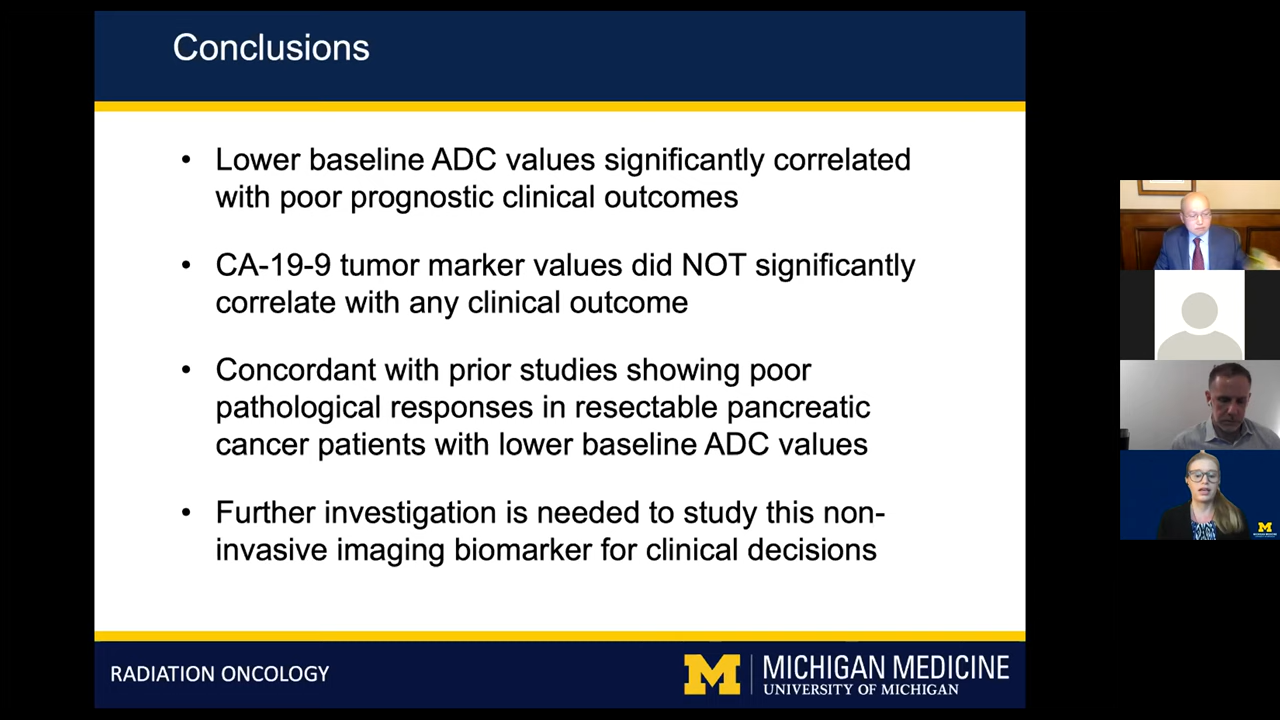 Conclusions
• Lower baseline ADC values significantly correlated
with poor prognostic clinical outcomes
• CA-19-9 tumor marker values did NOT significantly
correlate with any clinical outcome
• Concordant with prior studies showing poor
pathological responses in resectable pancreatic
cancer patients with lower baseline ADC values
• Further investigation is needed to study this non-
invasive imaging biomarker for clinical decisions
RADIATION ONCOLOGY
M
MICHIGAN MEDICINE
UNIVERSITY OF MICHIGAN
M